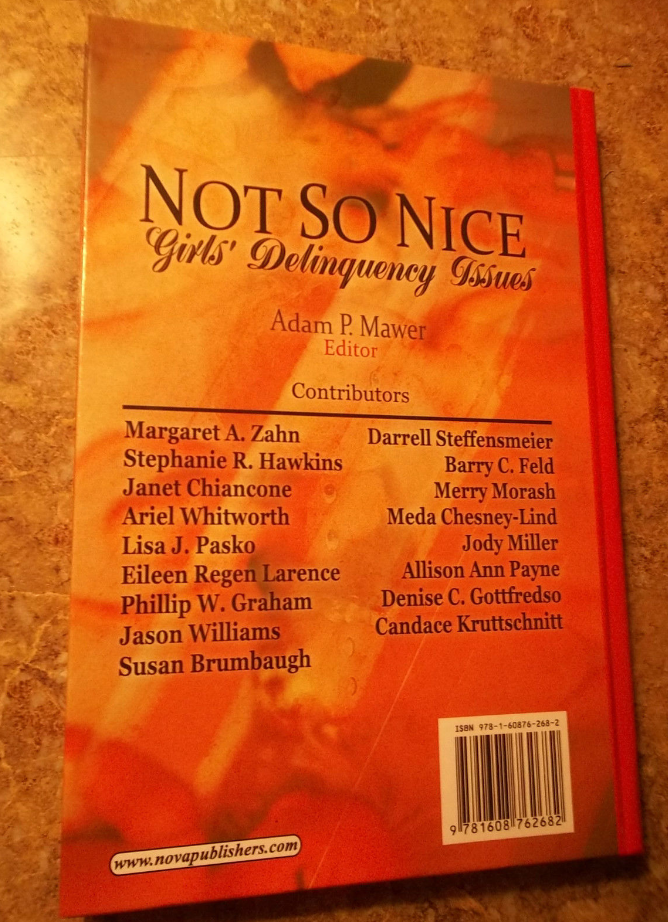 NOT SO NICE
Girls' Delinquency Issues
Adam P. Mawer
Editor
Contributors
Margaret A. Zahn
Stephanie R. Hawkins
Janet Chiancone
Ariel Whitworth
Lisa J. Pasko
Eileen Regen Larence
Phillip W. Graham
Jason Williams
Susan Brumbaugh
Darrell Steffensmeier
Barry C. Feld
Merry Morash
Meda Chesney-Lind
Jody Miller
Allison Ann Payne
Denise C. Gottfredso
Candace Kruttschnitt
ISBN 978-1-60876-268-2
9 781608 762682
www.novapublishers.com